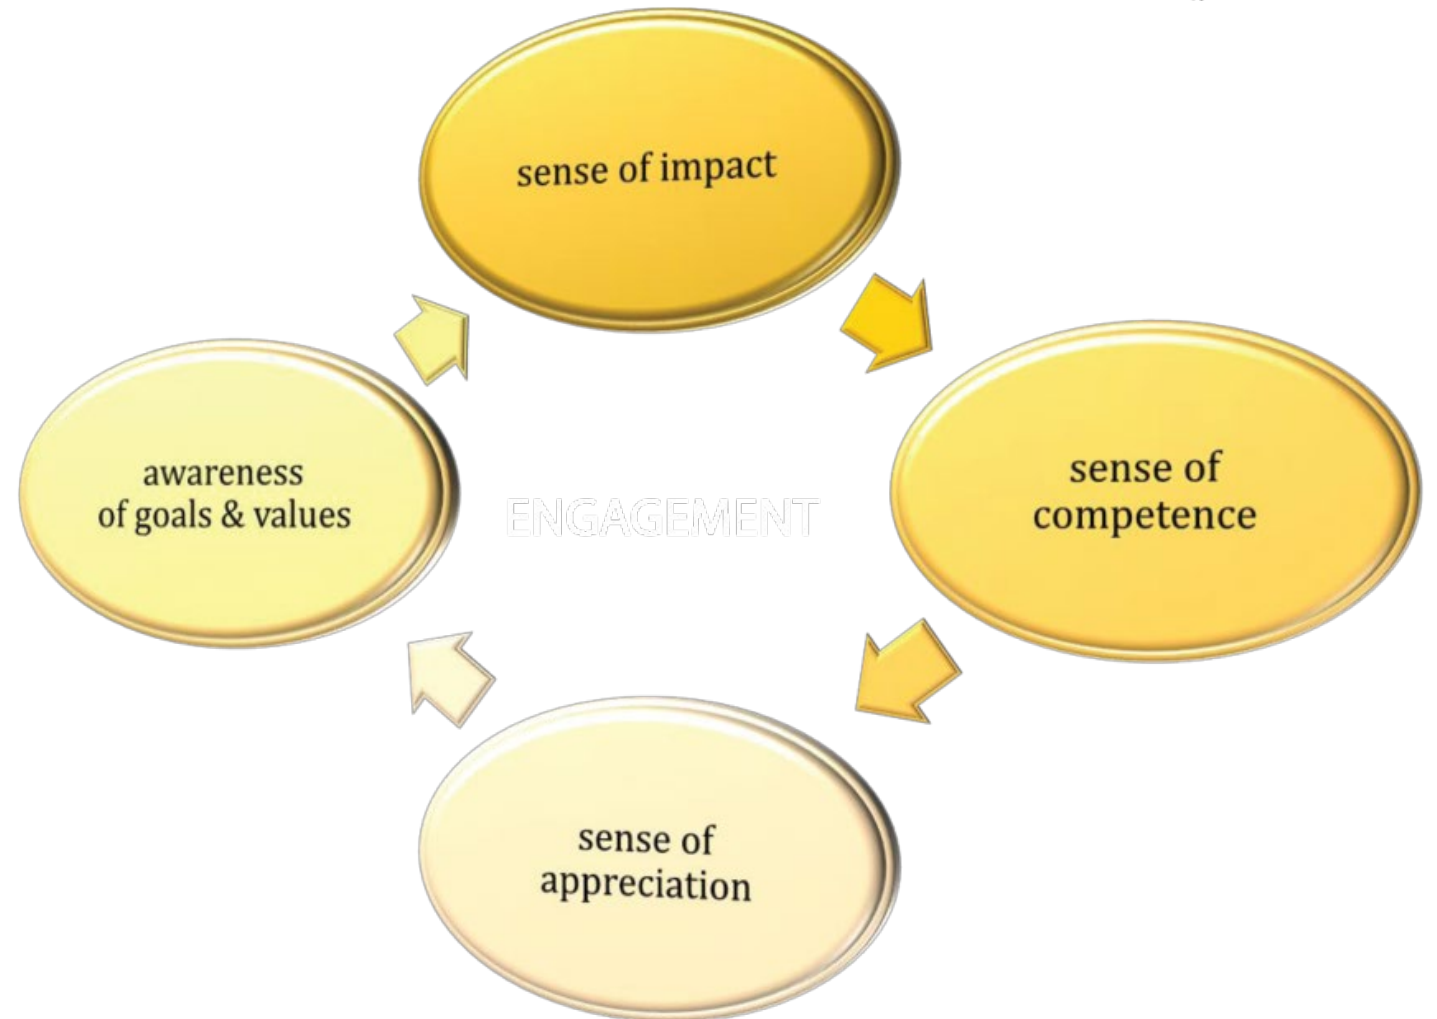 sense of impact
awareness
of goals & values
ENGAGEMENT
sense of
competence
sense of
appreciation